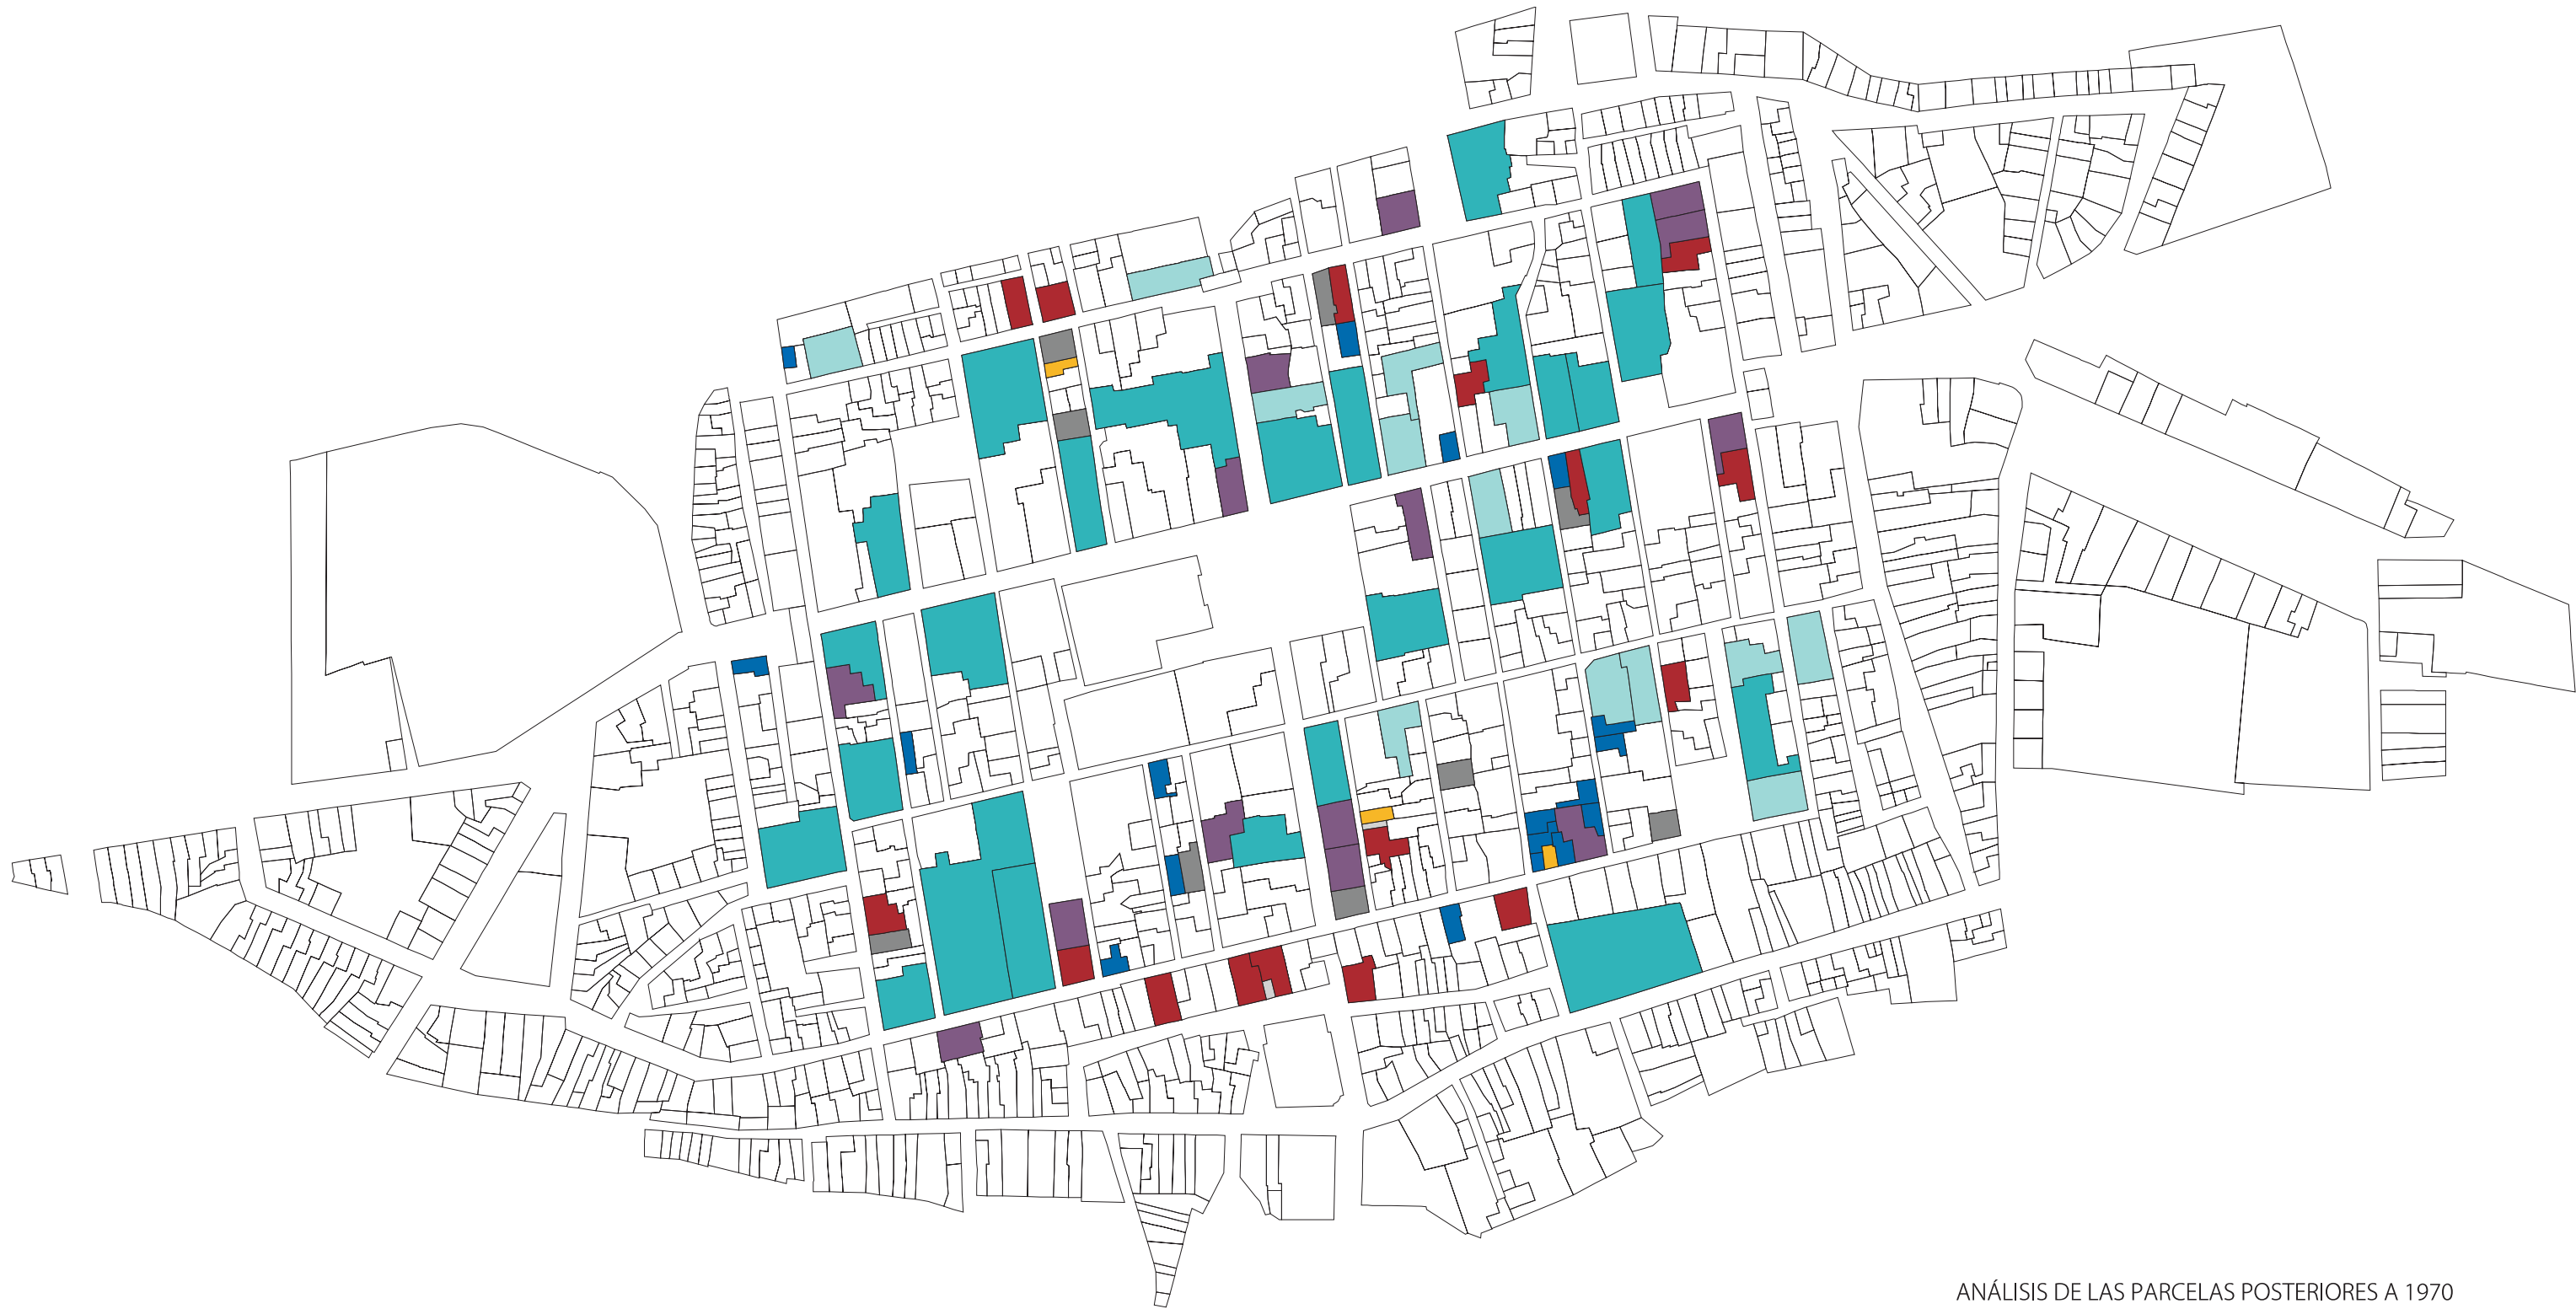 ANÁLISIS DE LAS PARCELAS POSTERIORES A 1970